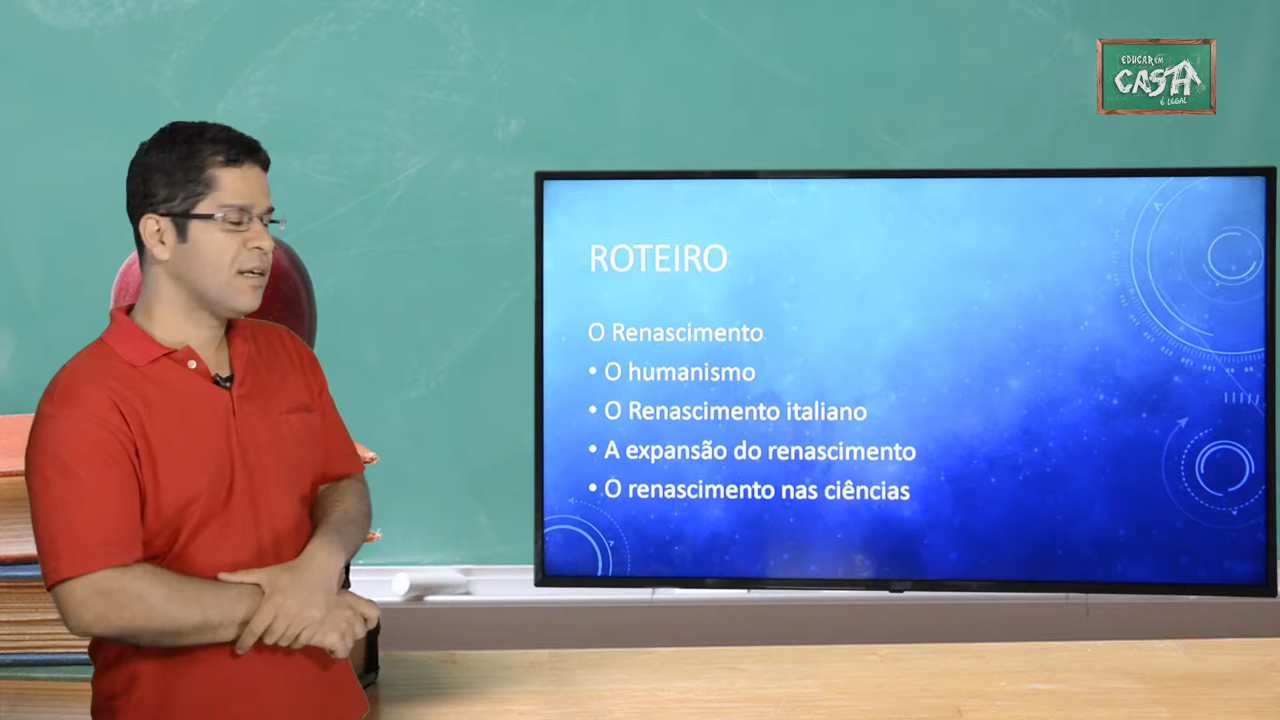 EDUCAR EM
CASA
É LEGAL
ROTEIRO
O Renascimento
• O humanismo
• O Renascimento italiano
• A expansão do renascimento
• O renascimento nas ciências